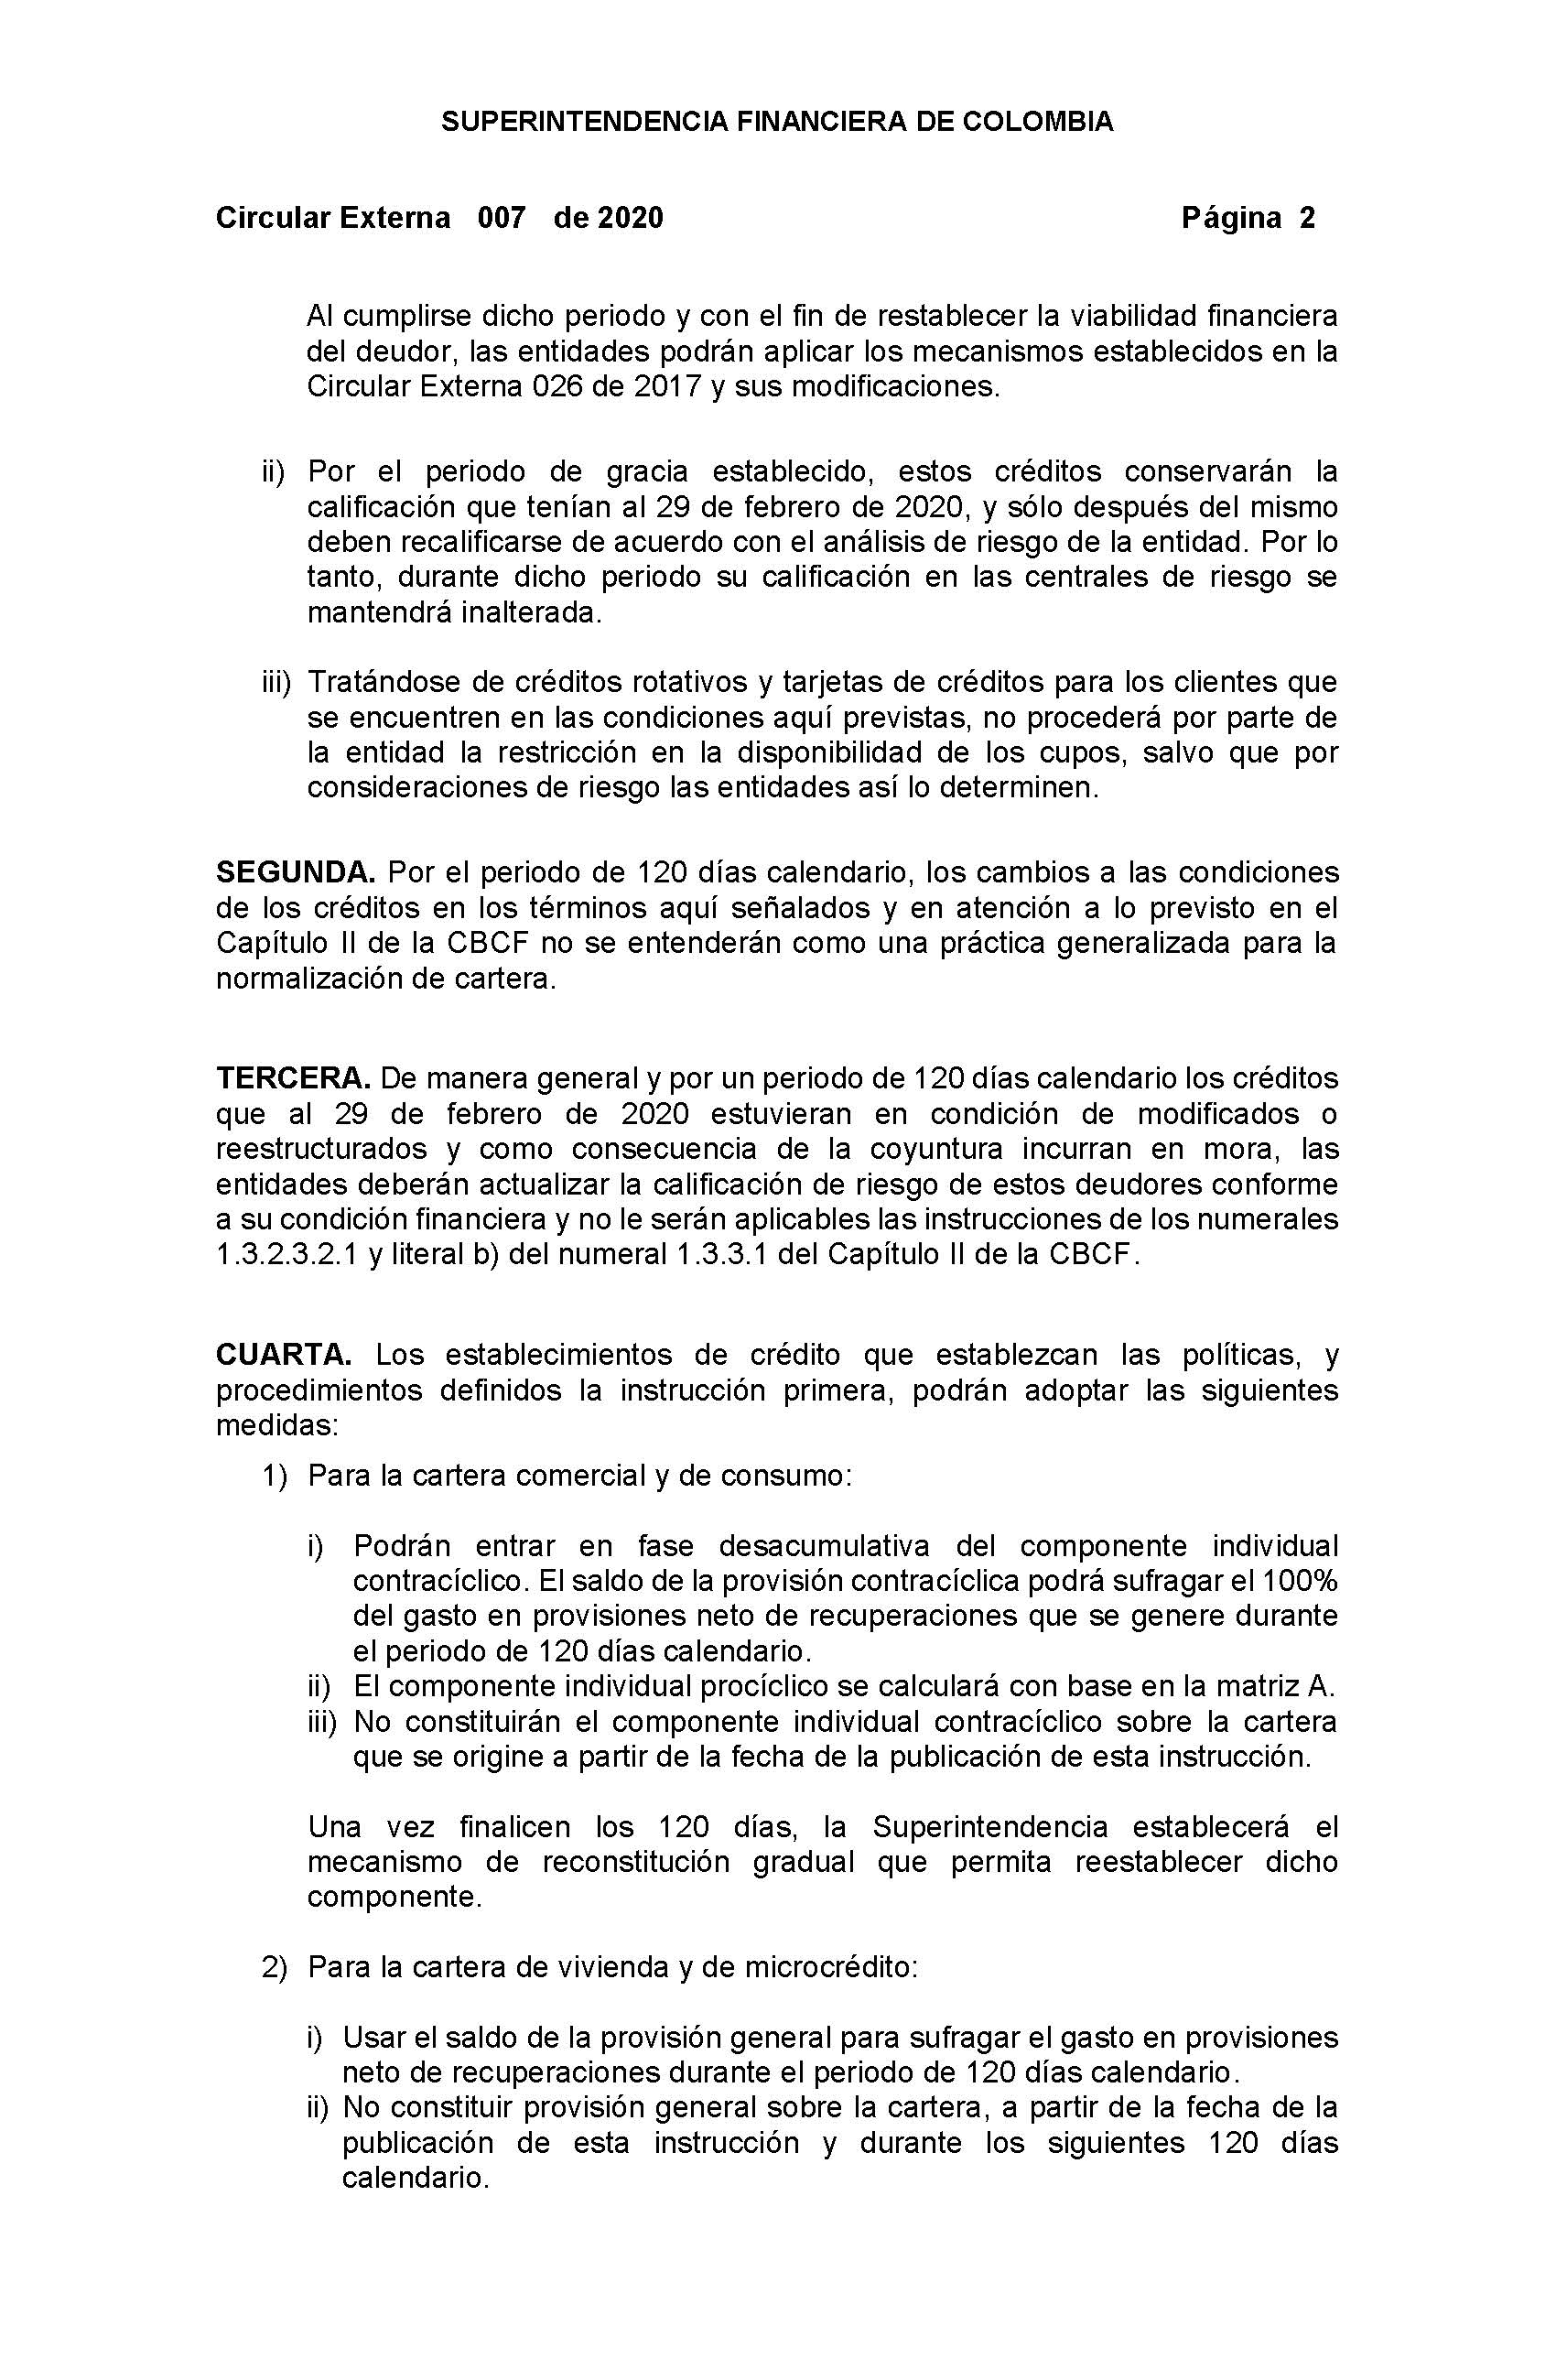 SUPERINTENDENCIA FINANCIERA DE COLOMBIA
Circular Externa 007 de 2020 Página 2
Al cumplirse dicho periodo y con el fin de restablecer la viabilidad financiera
del deudor, las entidades podrán aplicar los mecanismos establecidos en la
Circular Externa 026 de 2017 y sus modificaciones.
ii) Por el periodo de gracia establecido, estos créditos conservarán la
calificación que tenían al 29 de febrero de 2020, y sólo después del mismo
deben recalificarse de acuerdo con el análisis de riesgo de la entidad. Por lo
tanto, durante dicho periodo su calificación en las centrales de riesgo se
mantendrá inalterada.
iii) Tratándose de créditos rotativos y tarjetas de créditos para los clientes que
se encuentren en las condiciones aquí previstas, no procederá por parte de
la entidad la restricción en la disponibilidad de los cupos, salvo que por
consideraciones de riesgo las entidades así lo determinen.
SEGUNDA. Por el periodo de 120 días calendario, los cambios a las condiciones
de los créditos en los términos aquí señalados y en atención a lo previsto en el
Capítulo II de la CBCF no se entenderán como una práctica generalizada para la
normalización de cartera.
TERCERA. De manera general y por un periodo de 120 días calendario los créditos
que al 29 de febrero de 2020 estuvieran en condición de modificados o
reestructurados y como consecuencia de la coyuntura incurran en mora, las
entidades deberán actualizar la calificación de riesgo de estos deudores conforme
a su condición financiera y no le serán aplicables las instrucciones de los numerales
1.3.2.3.2.1 y literal b) del numeral 1.3.3.1 del Capítulo II de la CBCF.
CUARTA. Los establecimientos de crédito que establezcan las políticas, y
procedimientos definidos la instrucción primera, podrán adoptar las siguientes
medidas:
1) Para la cartera comercial y de consumo:
i) Podrán entrar en fase desacumulativa del componente individual
contracíclico. El saldo de la provisión contracíclica podrá sufragar el 100%
del gasto en provisiones neto de recuperaciones que se genere durante
el periodo de 120 días calendario.
ii) El componente individual procíclico se calculará con base en la matriz A.
iii) No constituirán el componente individual contracíclico sobre la cartera
que se origine a partir de la fecha de la publicación de esta instrucción.
Una vez finalicen los 120 días, la Superintendencia establecerá el
mecanismo de reconstitución gradual que permita reestablecer dicho
componente.
2) Para la cartera de vivienda y de microcrédito:
i) Usar el saldo de la provisión general para sufragar el gasto en provisiones
neto de recuperaciones durante el periodo de 120 días calendario.
ii) No constituir provisión general sobre la cartera, a partir de la fecha de la
publicación de esta instrucción y durante los siguientes 120 días
calendario.